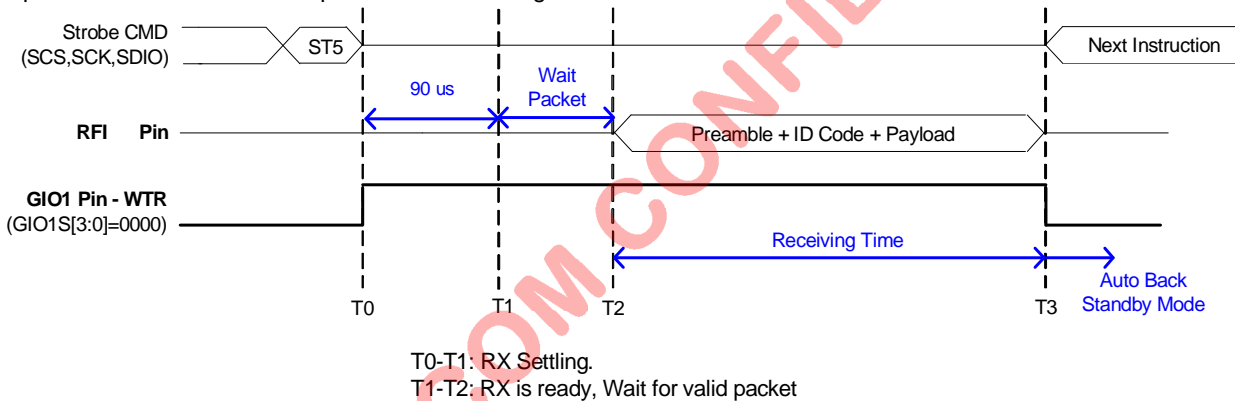 Strobe CMD
(SCS,SCK,SDIO)
ST5
Next Instruction
90 us
Wait
Packet
RFI Pin
Preamble + ID Code + Payload
GIO1 Pin - WTR
(GIO1S[3:0]=0000)
Receiving Time
Auto Back
Standby Mode
T0
T1
T2
T3
T0-T1: RX Settling.
T1-T2: RX is ready, Wait for valid packet
COM CONFI